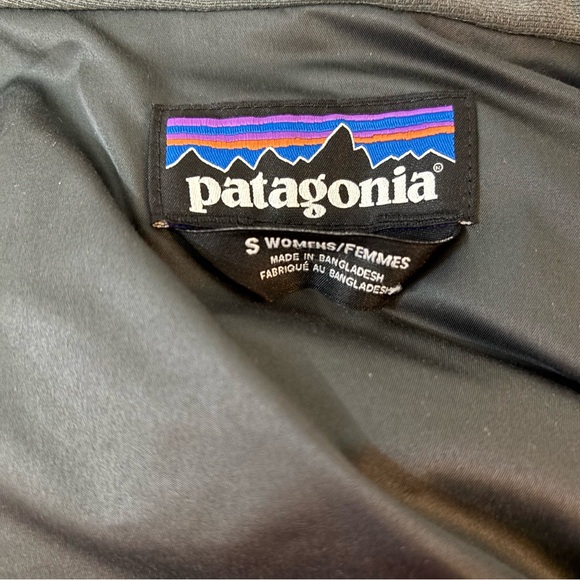 patagonia®
S WOMENS/FEMMES
MADE IN BANGLADESH
FABRIQUÉ AU BANGLADESH